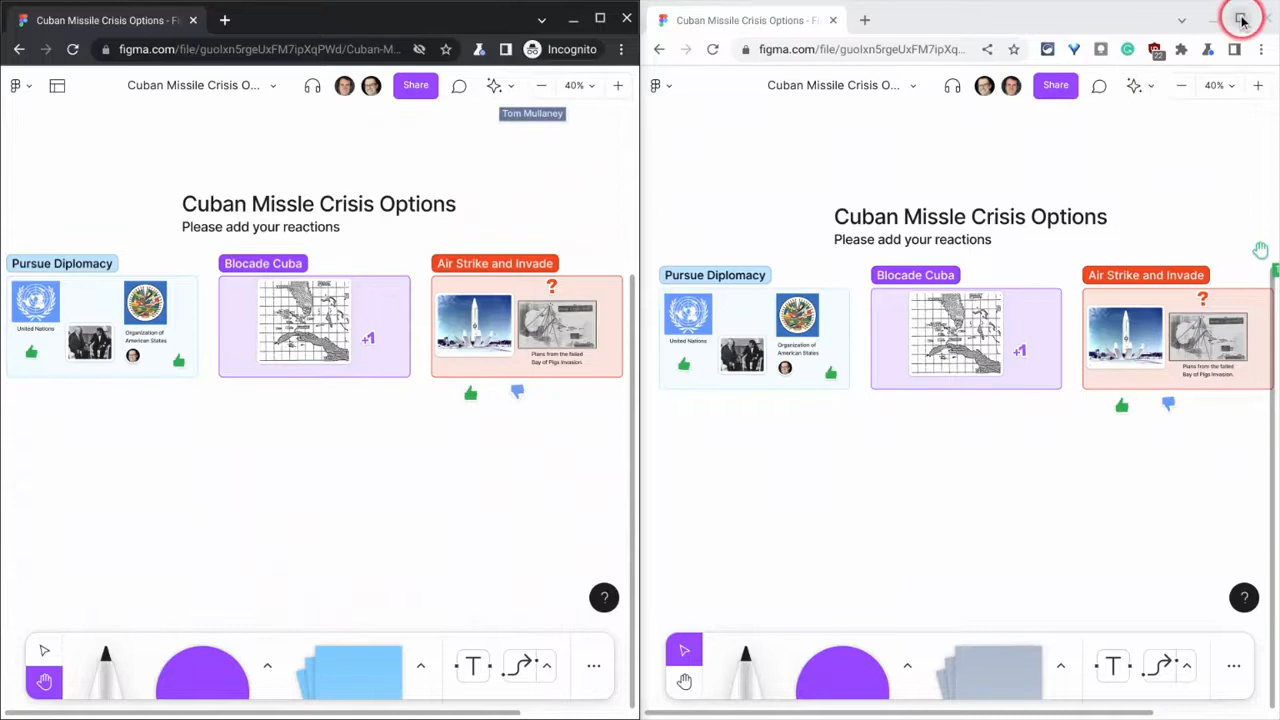 Cuban Missile Crisis Options - Fi
figma.com/file/guolxn5rgeUxFM7ipXqPWd/Cuban-M...
Incognito
Cuban Missile Crisis O...
Share
40%
Tom Mullaney
Cuban Missle Crisis Options
Please add your reactions
Pursue Diplomacy
Blocade Cuba
Air Strike and Invade
?
United Nations
Organization of
American States
+1
Plans from the failed
Bay of Pigs Invasion.
?
T
Cuban Missile Crisis Options - Fi
figma.com/file/guolxn5rgeUxFM7ipXq...
22
Cuban Missile Crisis O...
Share
40%
Cuban Missle Crisis Options
Please add your reactions
Pursue Diplomacy
Blocade Cuba
Air Strike and Invade
?
United Nations
Organization of
American States
+1
Plans from the failed
Bay of Pigs Invasion.
?
T